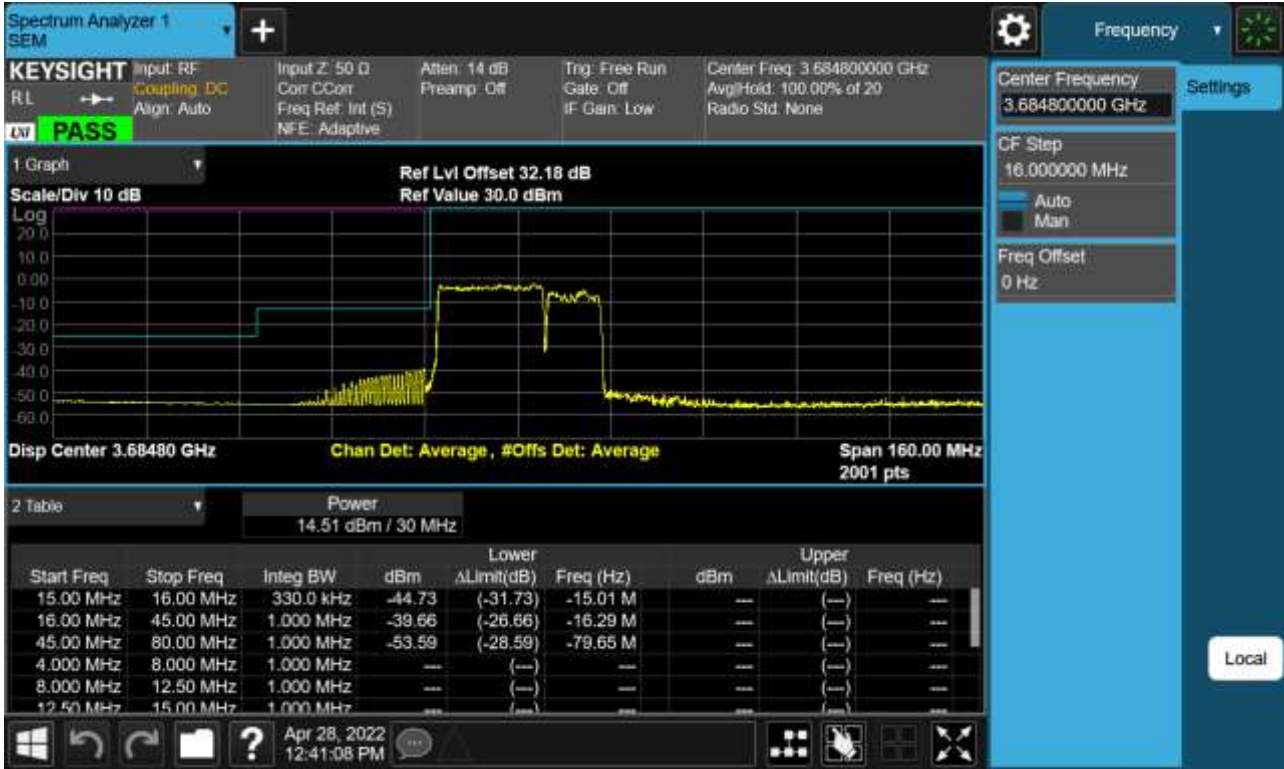 Spectrum Analyzer 1
SEM
+
Frequency
KEYSIGHT
RL
LXI
PASS
Input: RF
Coupling: DC
Align: Auto
Input Z: 50 Ω
Corr CCorr
Freq Ref: Int (S)
NFE: Adaptive
Atten: 14 dB
Preamp: Off
Trig: Free Run
Gate: Off
IF Gain: Low
Center Freq: 3.684800000 GHz
Avg|Hold: 100.00% of 20
Radio Std: None
Center Frequency
3.684800000 GHz
Settings
CF Step
16.000000 MHz
Auto
Man
Freq Offset
0 Hz
1 Graph
Scale/Div 10 dB
Ref Lvl Offset 32.18 dB
Ref Value 30.0 dBm
Log
20.0
10.0
0.00
-10.0
-20.0
-30.0
-40.0
-50.0
-60.0
Disp Center 3.68480 GHz
Chan Det: Average, #Offs Det: Average
Span 160.00 MHz
2001 pts
2 Table
Power
14.51 dBm / 30 MHz
Lower Upper
Start Freq Stop Freq Integ BW dBm ΔLimit(dB) Freq (Hz) dBm ΔLimit(dB) Freq (Hz)
15.00 MHz 16.00 MHz 330.0 kHz -44.73 (-31.73) -15.01 M --- (---) ---
16.00 MHz 45.00 MHz 1.000 MHz -39.66 (-26.66) -16.29 M --- (---) ---
45.00 MHz 80.00 MHz 1.000 MHz -53.59 (-28.59) -79.65 M --- (---) ---
4.000 MHz 8.000 MHz 1.000 MHz --- (---) --- --- (---) ---
8.000 MHz 12.50 MHz 1.000 MHz --- (---) --- --- (---) ---
12.50 MHz 15.00 MHz 1.000 MHz --- (---) --- --- (---) ---
Local
?
Apr 28, 2022
12:41:08 PM